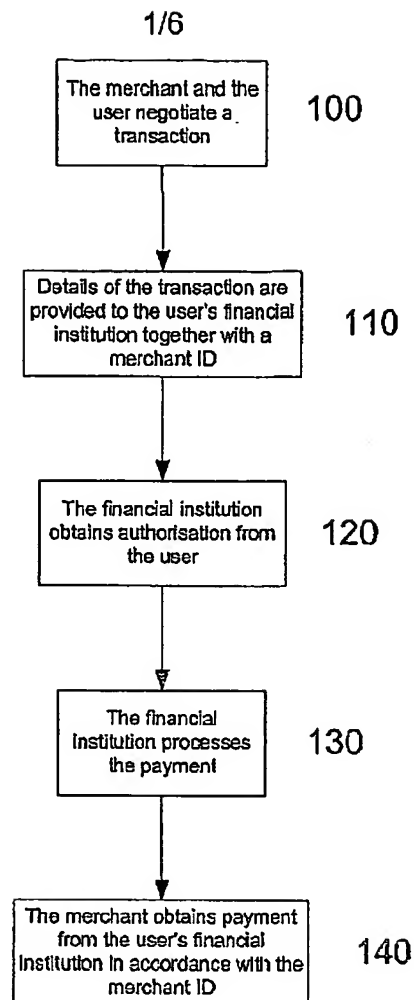 1/6
The merchant and the
user negotiate a
transaction
100
Details of the transaction are
provided to the user's financial
institution together with a
merchant ID
110
The financial institution
obtains authorisation from
the user
120
The financial
institution processes
the payment
130
The merchant obtains payment
from the user's financial
institution in accordance with the
merchant ID
140